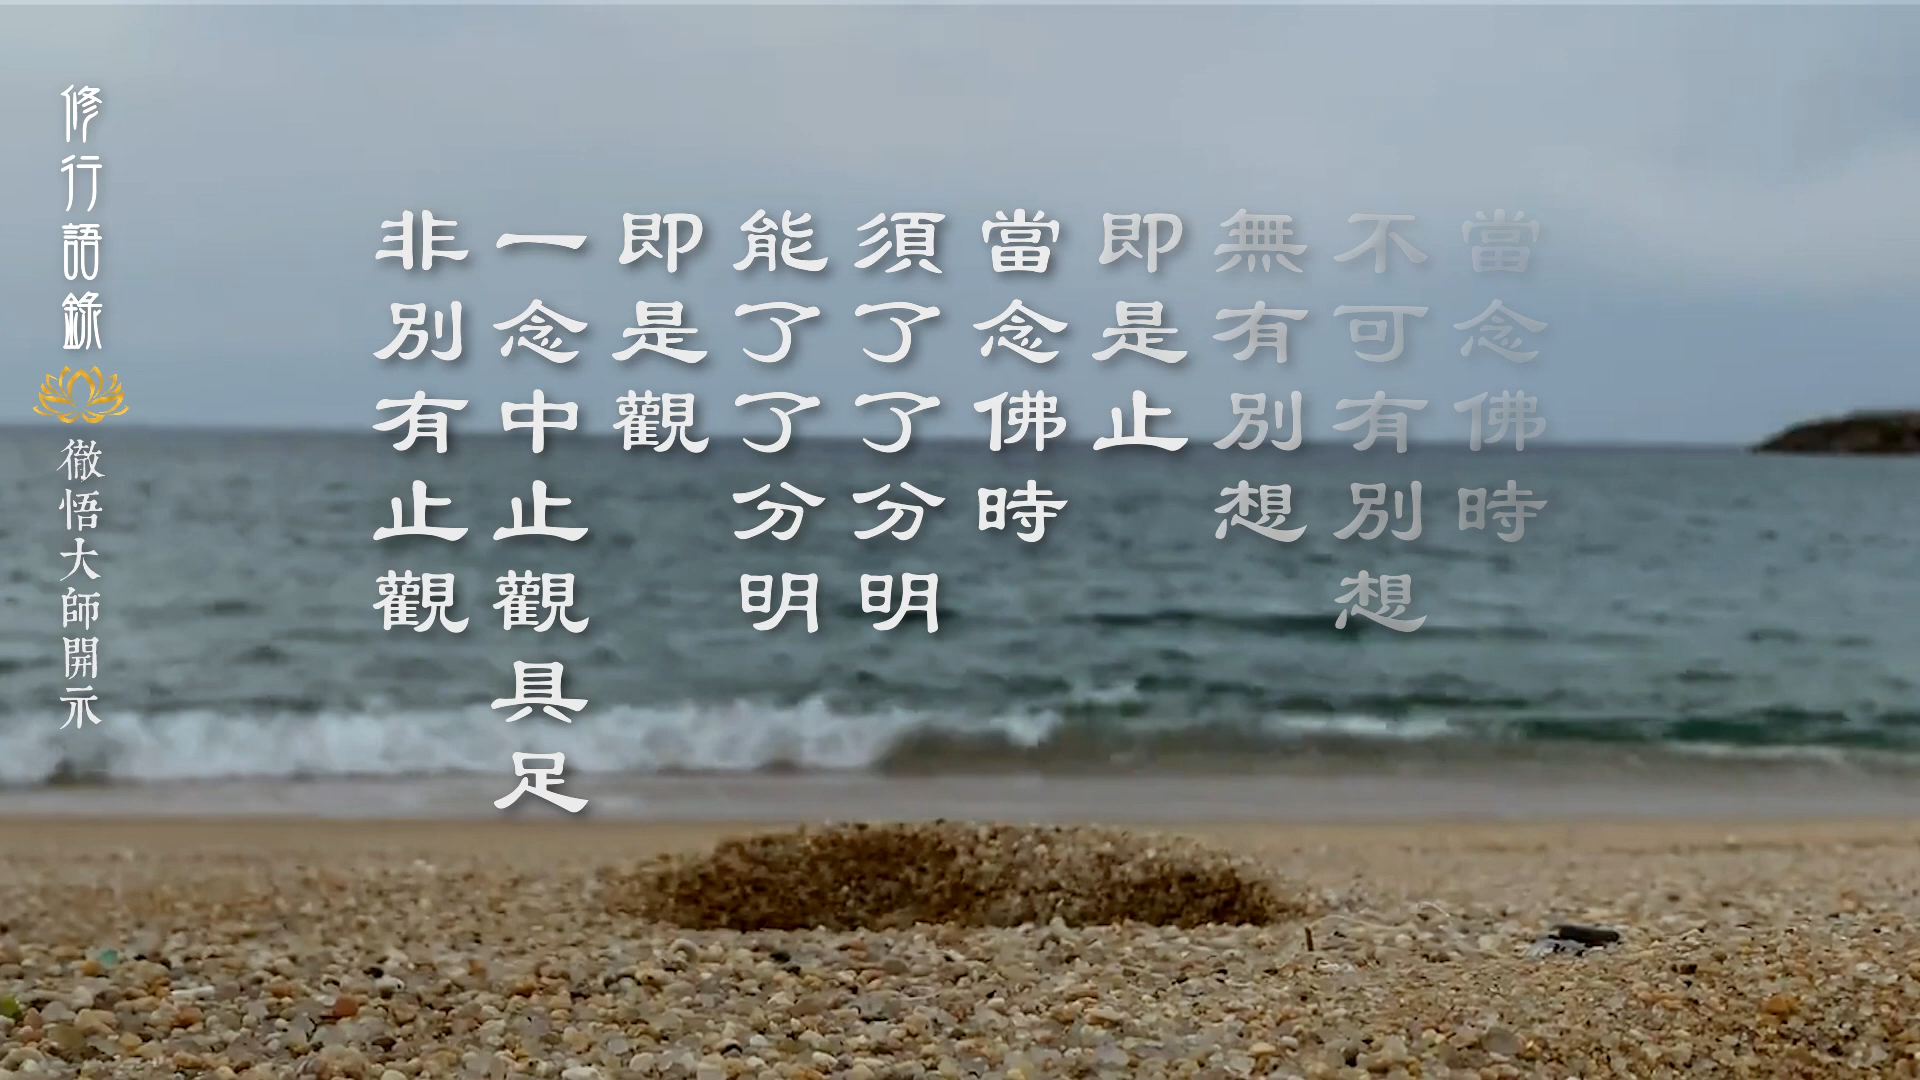 當念佛時
不可有別想
無有別想
即是止
當念佛時
須了了分明
能了了分明
即是觀
一念中止觀具足
非別有止觀
修行語錄
徹悟大師開示